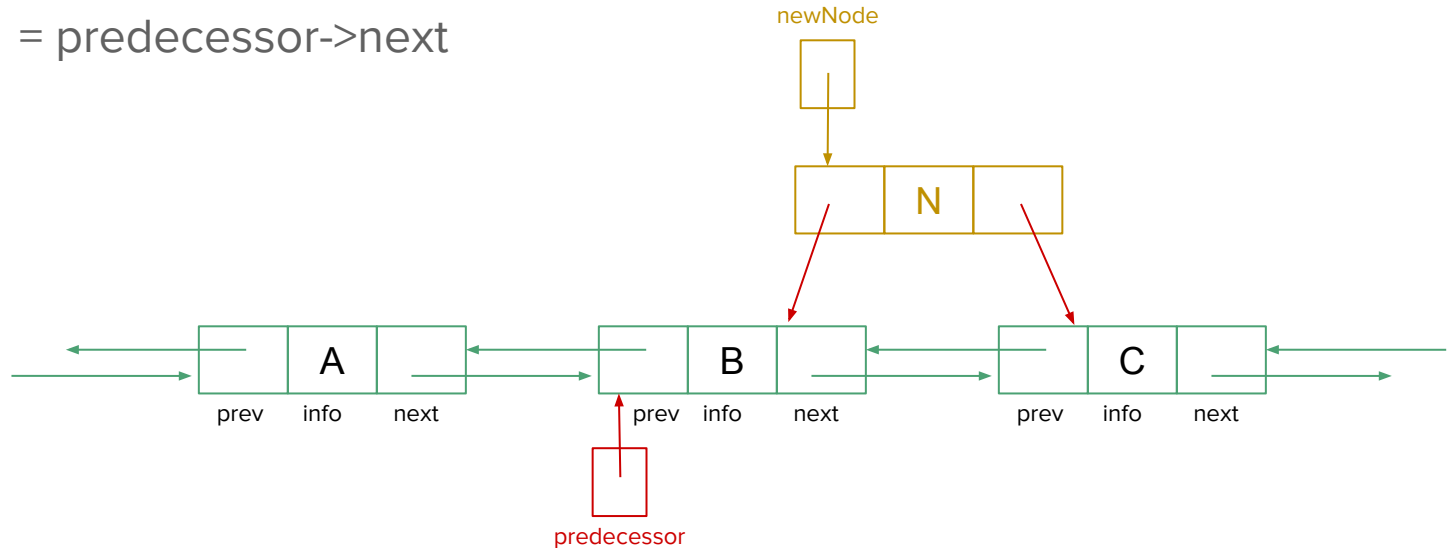 newNode
= predecessor->next
N
A
B
C
prev info next
prev info next
prev info next
predecessor